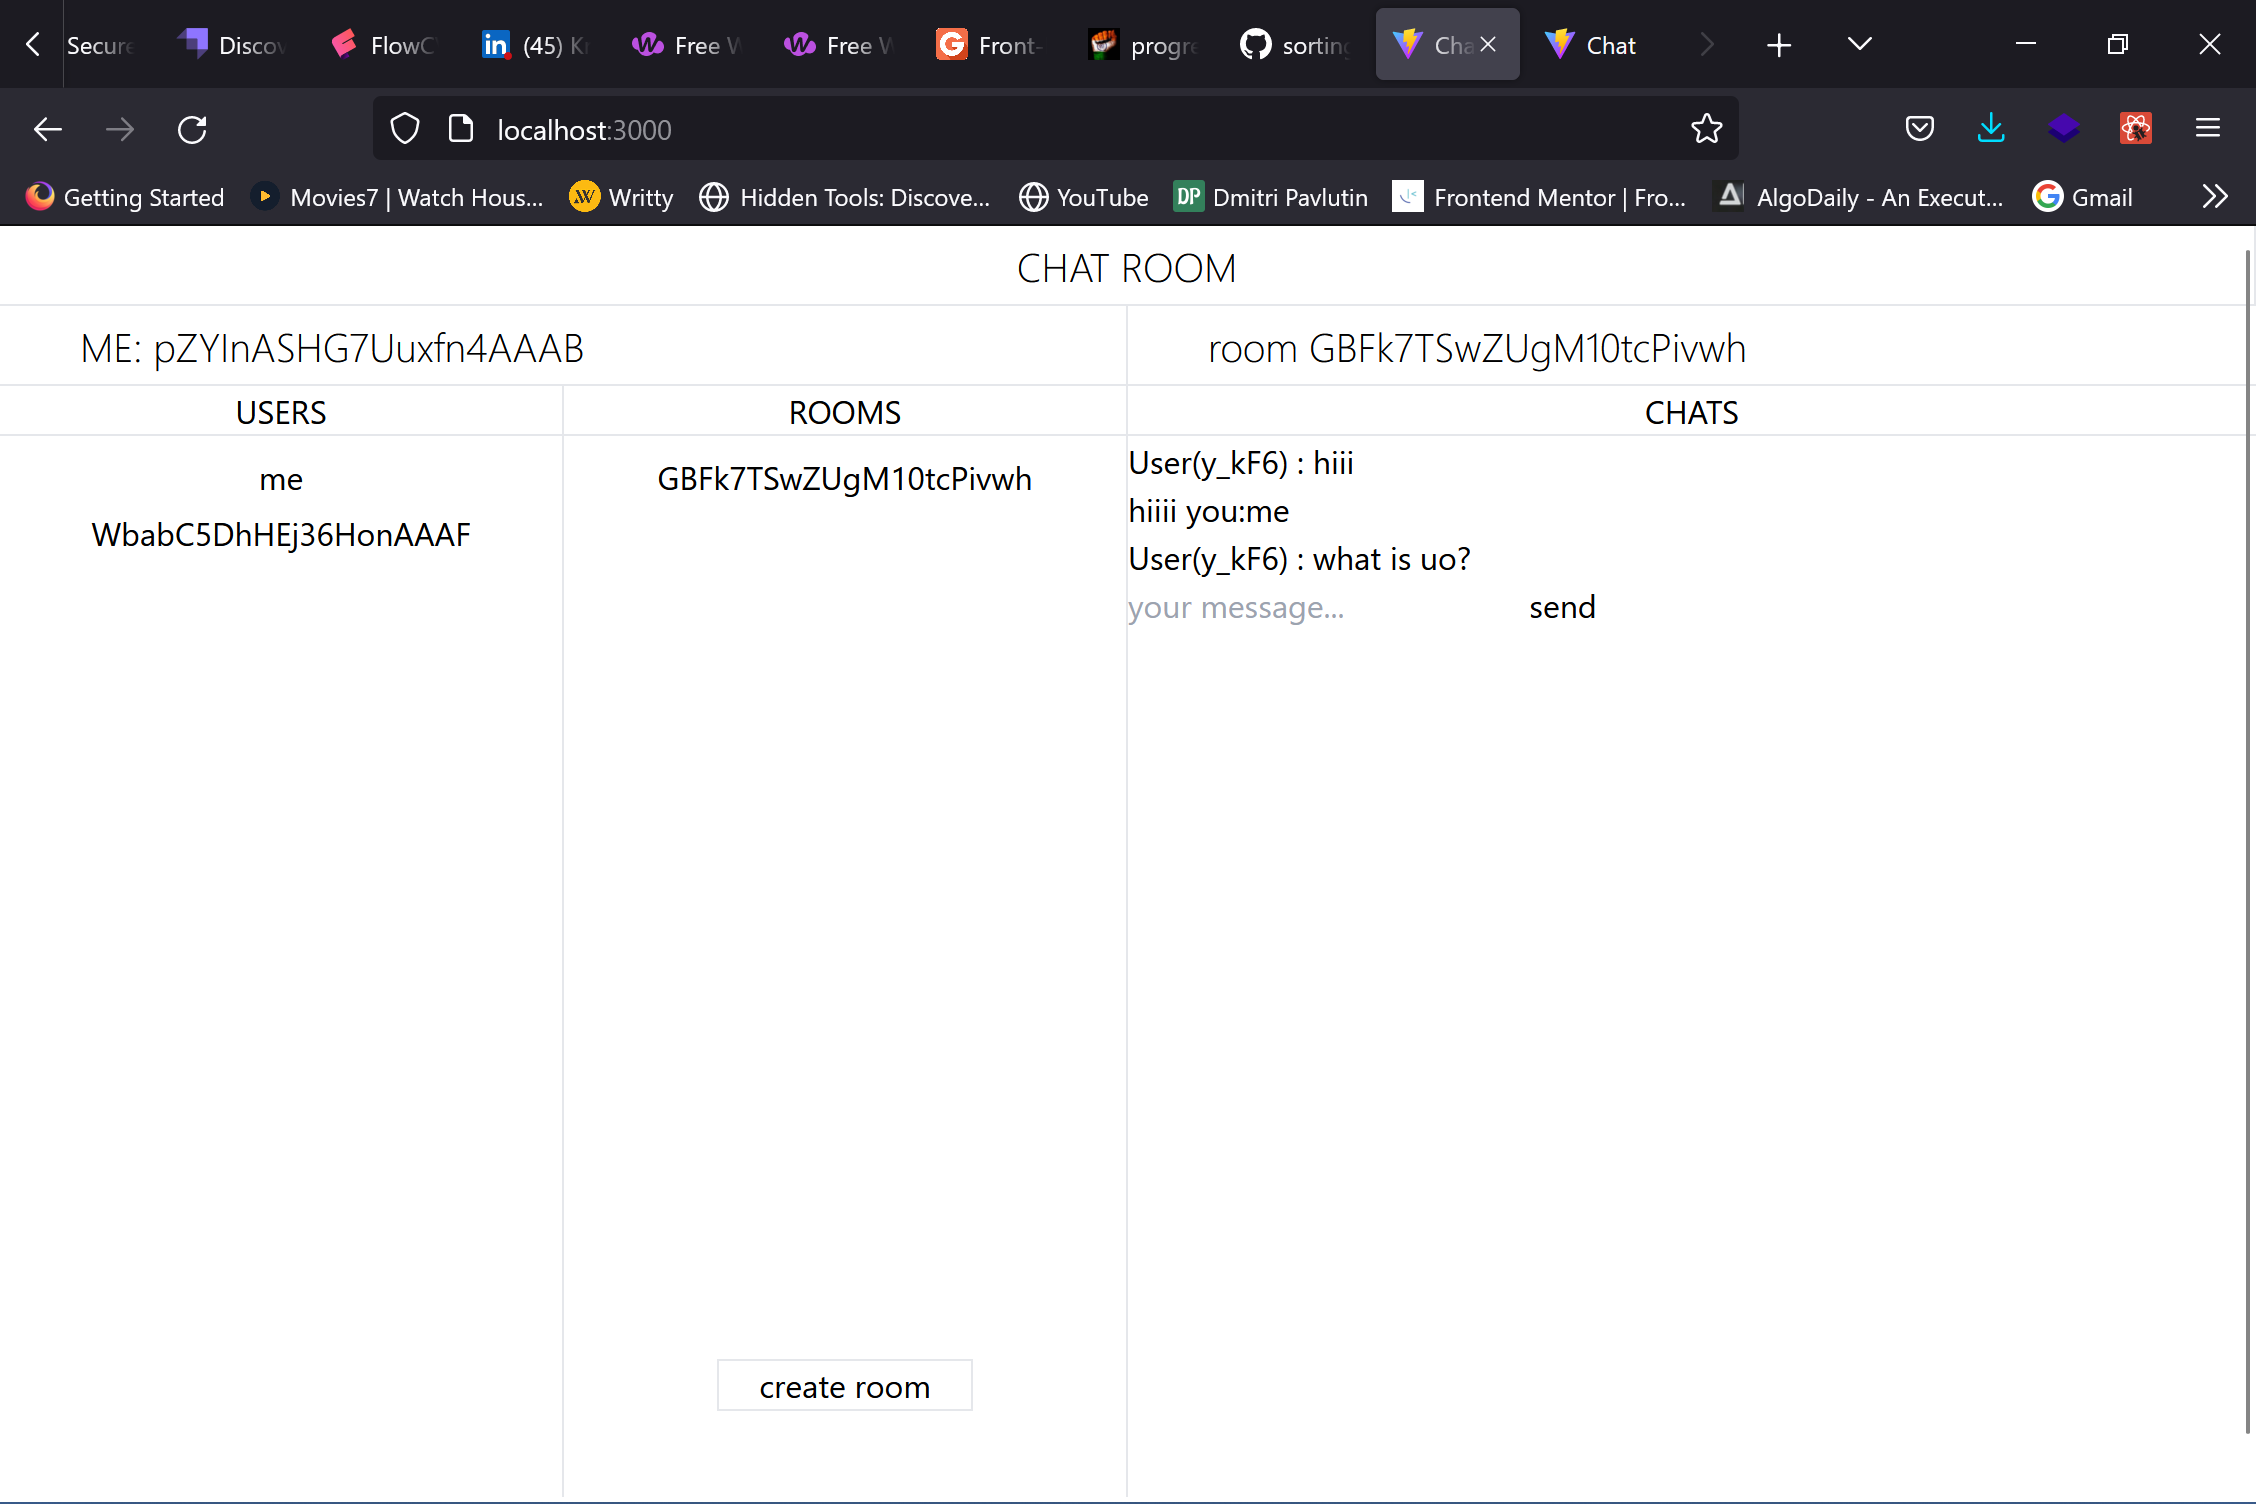 Secure Discov FlowC (45) K Free W Free W Front- progre sorting Cha Chat
localhost:3000
Getting Started Movies7 | Watch Hous... Writty Hidden Tools: Discove... YouTube Dmitri Pavlutin Frontend Mentor | Fro... AlgoDaily - An Execut... Gmail
CHAT ROOM
ME: pZYInASHG7Uuxfn4AAAB room GBFk7TSwZUgM10tcPivwh
USERS ROOMS CHATS
me GBFk7TSwZUgM10tcPivwh
WbabC5DhHEj36HonAAAF
User(y_kF6) : hiii
hiiii you:me
User(y_kF6) : what is uo?
your message... send
create room